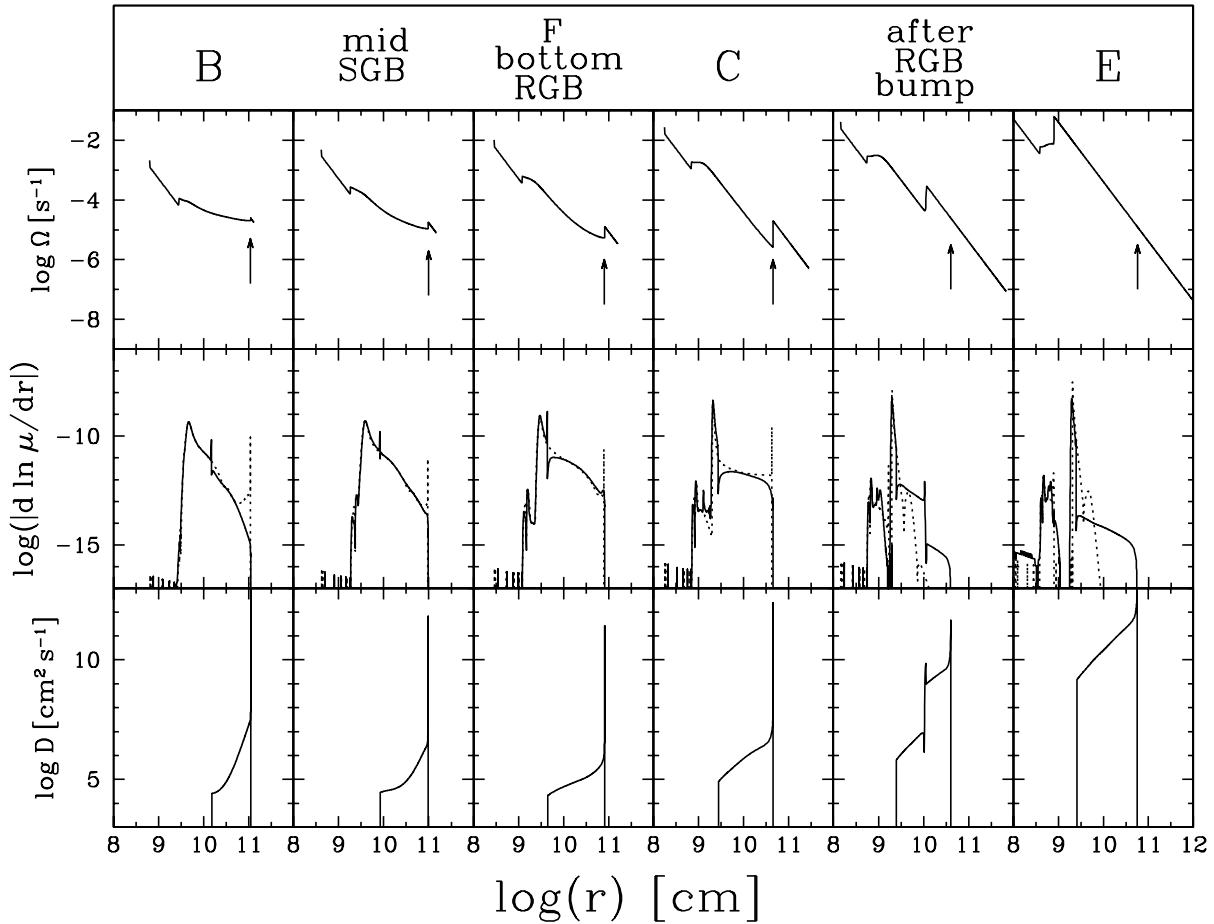 B
mid
SGB
F
bottom
RGB
C
after
RGB
bump
E
log Ω [s⁻¹]
−2
−4
−6
−8
log(|d ln μ/dr|)
−10
−15
log D [cm² s⁻¹]
10
5
8 9 10 11 8 9 10 11 8 9 10 11 8 9 10 11 8 9 10 11 8 9 10 11 12
log(r) [cm]